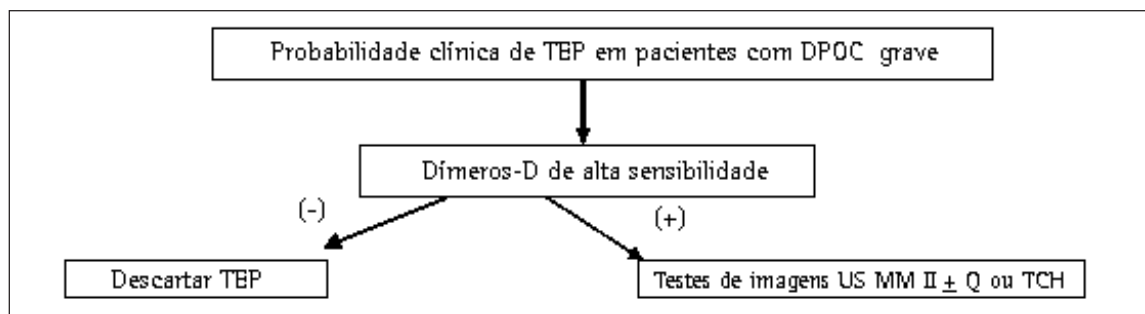 Probabilidade clínica de TEP em pacientes com DPOC grave
Dímeros-D de alta sensibilidade
(-)
(+)
Descartar TEP
Testes de imagens US MM II ± Q ou TCH